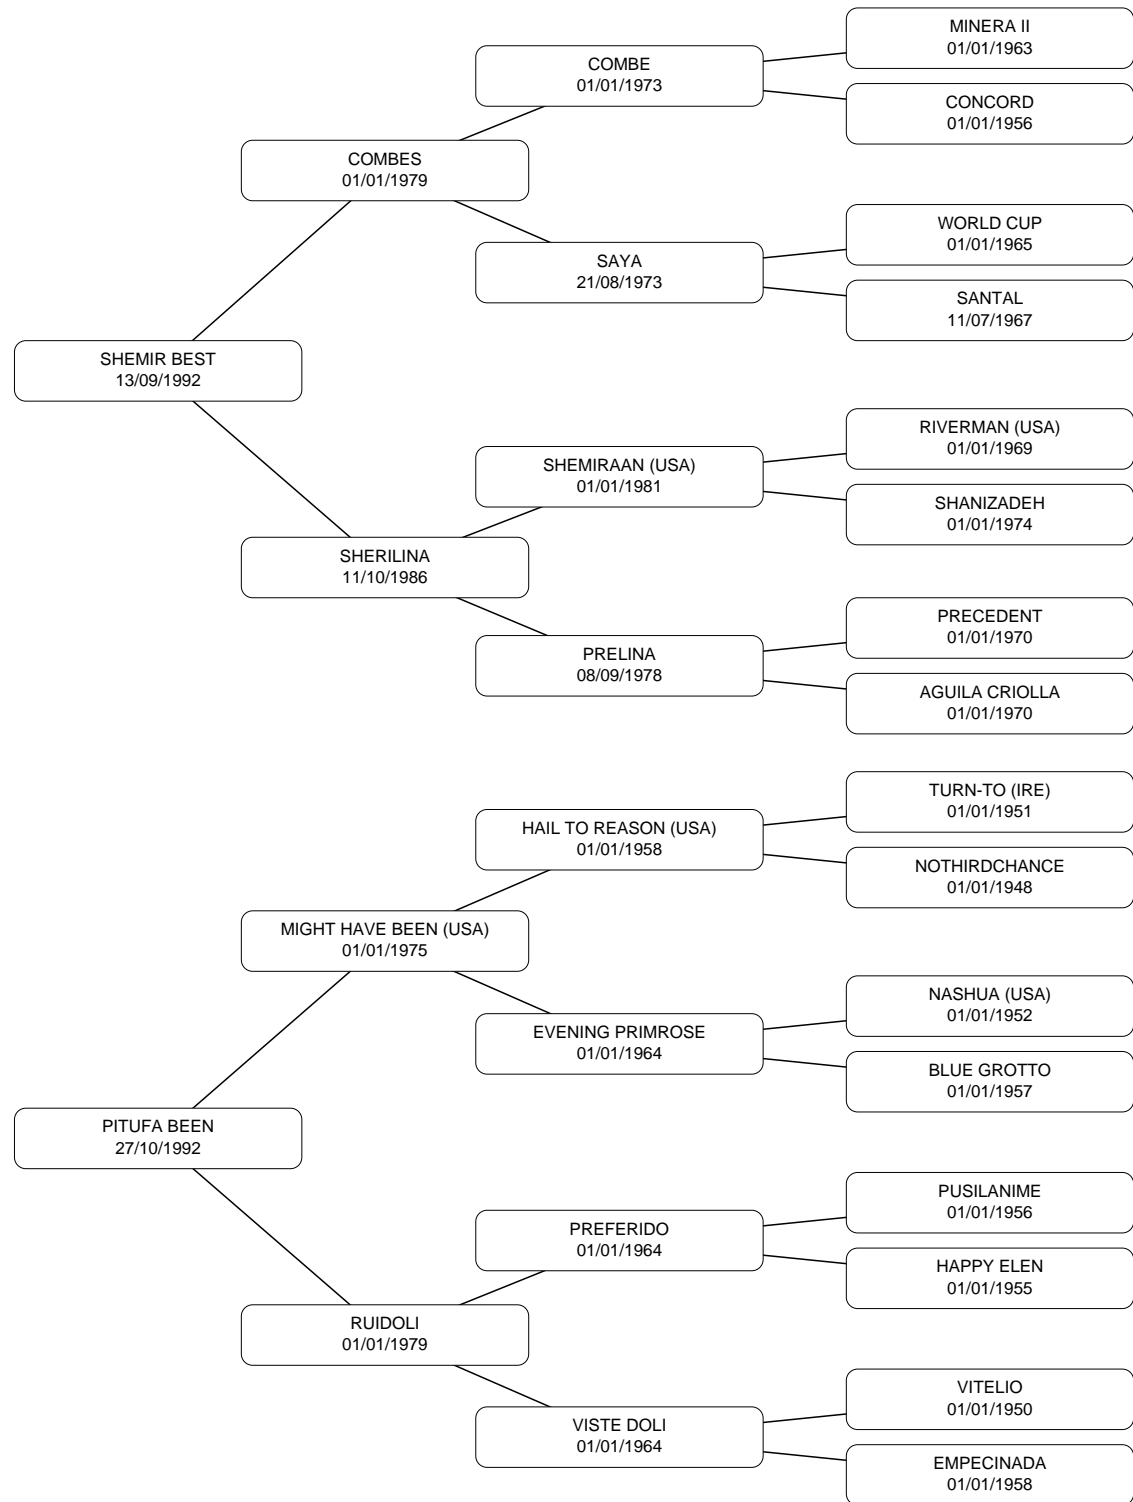 MINERA II
01/01/1963
COMBE
01/01/1973
CONCORD
01/01/1956
COMBES
01/01/1979
WORLD CUP
01/01/1965
SAYA
21/08/1973
SANTAL
11/07/1967
SHEMIR BEST
13/09/1992
RIVERMAN (USA)
01/01/1969
SHEMIRAAN (USA)
01/01/1981
SHANIZADEH
01/01/1974
SHERILINA
11/10/1986
PRECEDENT
01/01/1970
PRELINA
08/09/1978
AGUILA CRIOLLA
01/01/1970
TURN-TO (IRE)
01/01/1951
HAIL TO REASON (USA)
01/01/1958
NOTHIRDCHANCE
01/01/1948
MIGHT HAVE BEEN (USA)
01/01/1975
NASHUA (USA)
01/01/1952
EVENING PRIMROSE
01/01/1964
BLUE GROTTO
01/01/1957
PITUFA BEEN
27/10/1992
PUSILANIME
01/01/1956
PREFERIDO
01/01/1964
HAPPY ELEN
01/01/1955
RUIDOLI
01/01/1979
VITELIO
01/01/1950
VISTE DOLI
01/01/1964
EMPECINADA
01/01/1958